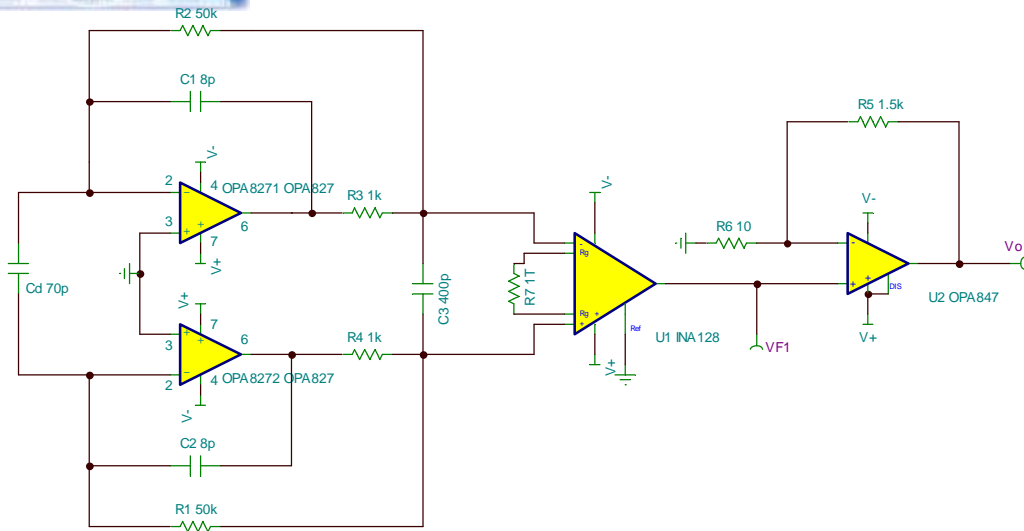 R2 50k
C1 8p
R5 1.5k
V-
2
4
OPA8271 OPA827
R3 1k
V-
V-
3
6
R6 10
7
V+
-
Rg
Vo
Cd 70p
C3 400p
R7 1T
DIS
U2 OPA847
V+
7
6
Rg
+
Ref
U1 INA128
VF1
V+
3
R4 1k
V+
2
4
OPA8272 OPA827
V-
C2 8p
R1 50k